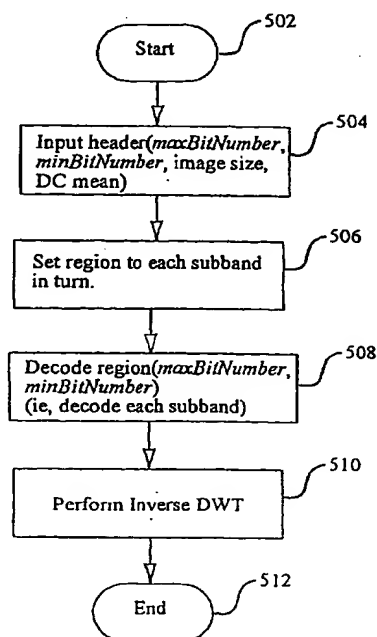 Start
502
Input header(maxBitNumber,
minBitNumber, image size,
DC mean)
504
Set region to each subband
in turn.
506
Decode region(maxBitNumber,
minBitNumber)
(ie, decode each subband)
508
Perform Inverse DWT
510
End
512